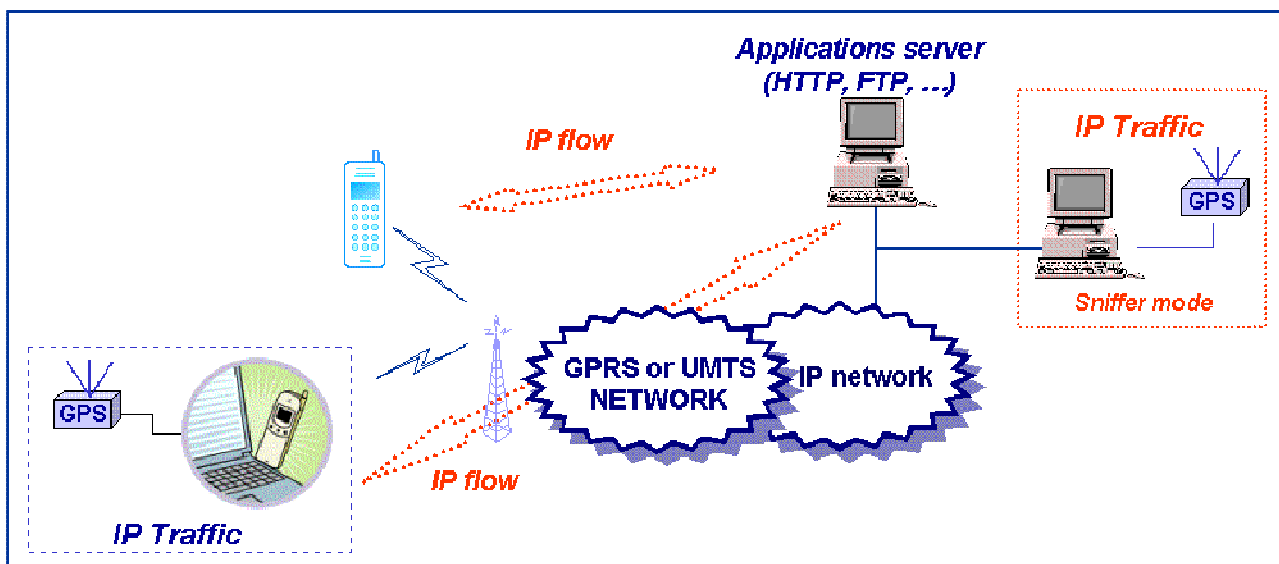 Applications server
(HTTP, FTP, ...)
IP Traffic
IP flow
GPS
Sniffer mode
GPRS or UMTS
NETWORK
IP network
GPS
IP flow
IP Traffic